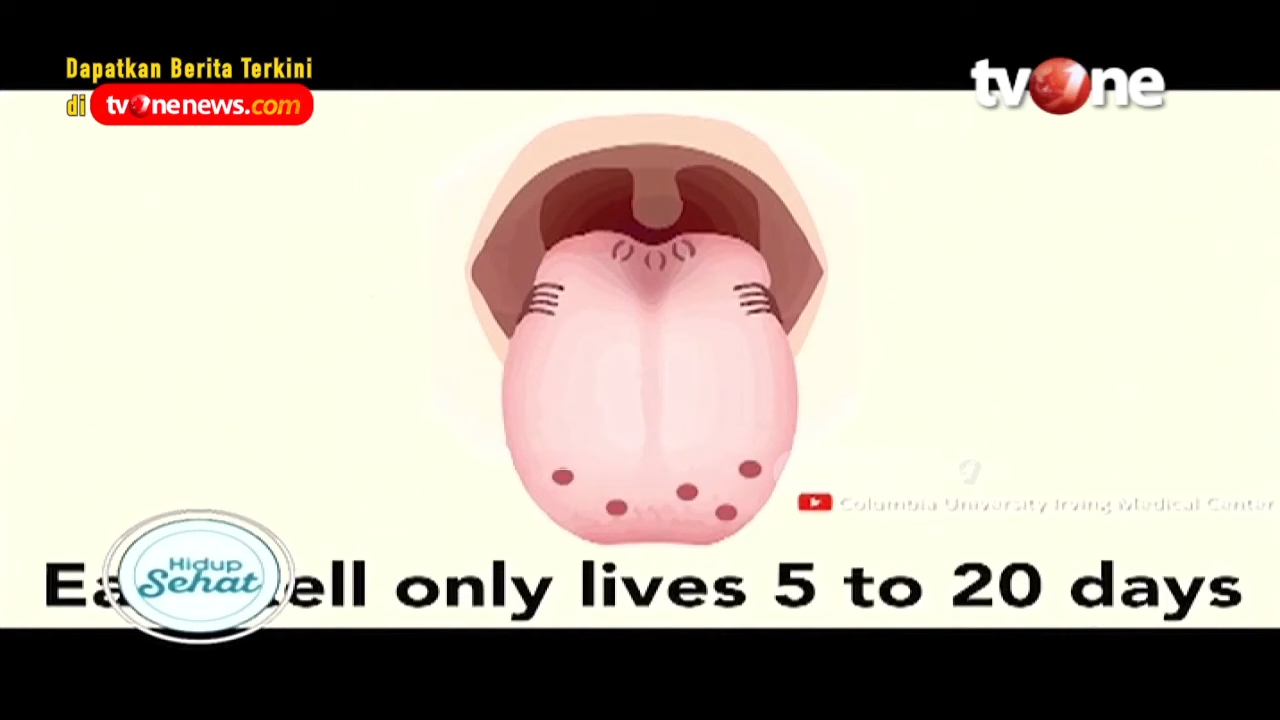 Dapatkan Berita Terkini
di tvOnenews.com
tvOne
Columbia University Irving Medical Center
Hidup
Sehat
ell only lives 5 to 20 days